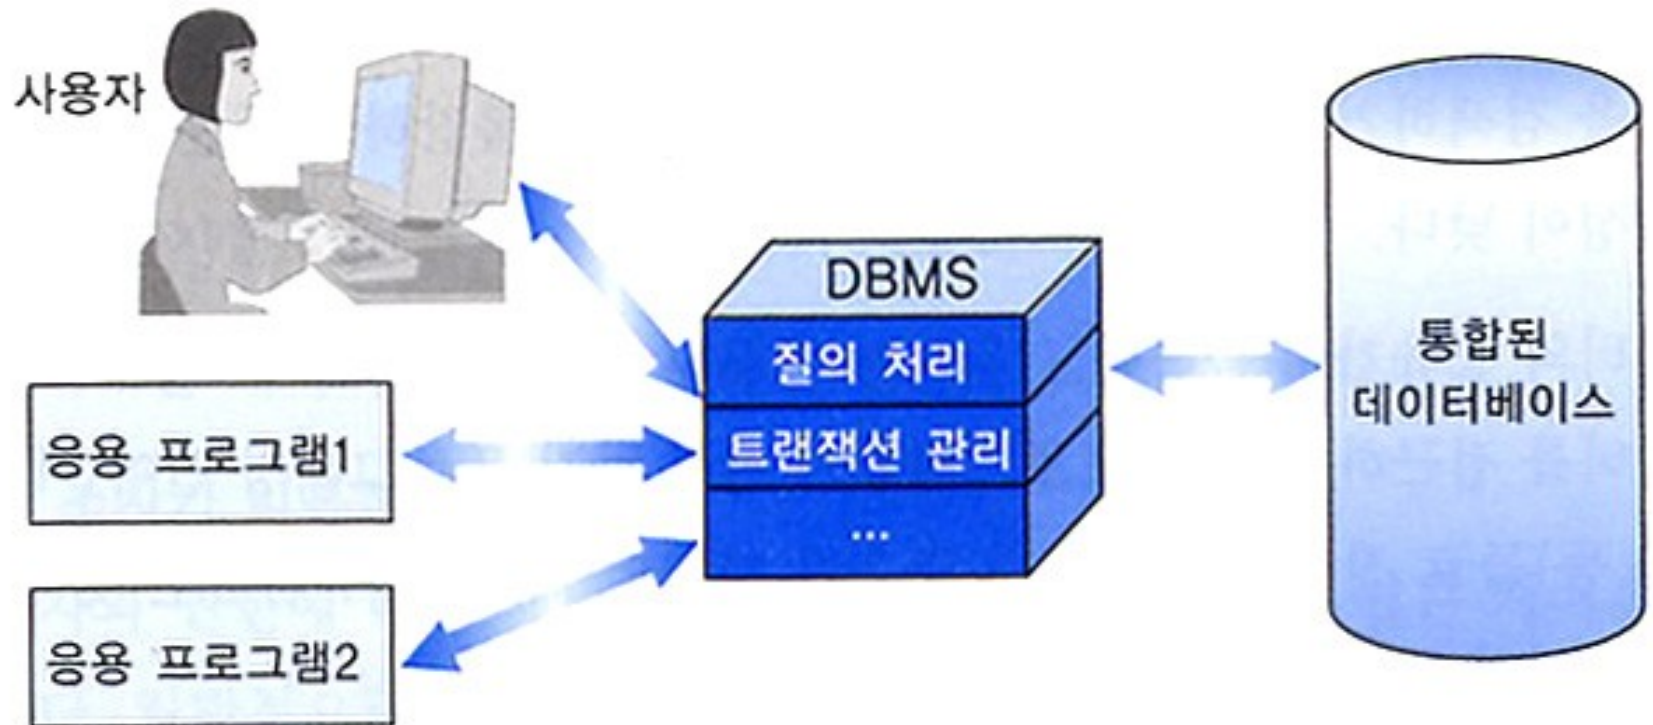 사용자
DBMS
질의 처리
트랜잭션 관리
...
응용 프로그램1
응용 프로그램2
통합된
데이터베이스